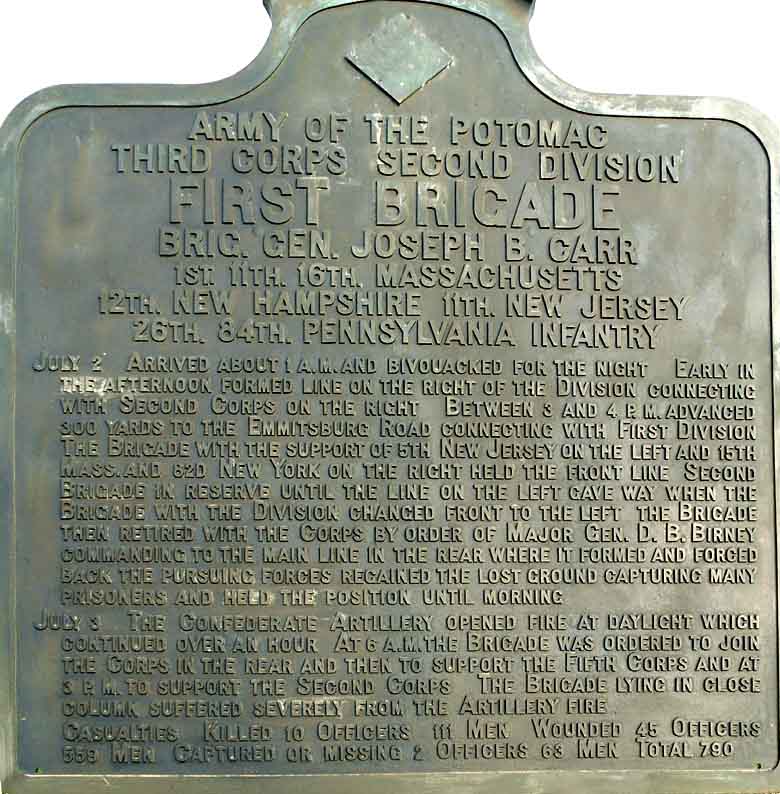 ARMY OF THE POTOMAC
THIRD CORPS SECOND DIVISION
FIRST BRIGADE
BRIG. GEN. JOSEPH B. CARR
1ST. 11TH. 16TH. MASSACHUSETTS
12TH. NEW HAMPSHIRE 11TH. NEW JERSEY
26TH. 84TH. PENNSYLVANIA INFANTRY
JULY 2 ARRIVED ABOUT 1 A.M. AND BIVOUACKED FOR THE NIGHT EARLY IN
THE AFTERNOON FORMED LINE ON THE RIGHT OF THE DIVISION CONNECTING
WITH SECOND CORPS ON THE RIGHT BETWEEN 3 AND 4 P.M. ADVANCED
300 YARDS TO THE EMMITSBURG ROAD CONNECTING WITH FIRST DIVISION
THE BRIGADE WITH THE SUPPORT OF 5TH NEW JERSEY ON THE LEFT AND 15TH
MASS. AND 82D NEW YORK ON THE RIGHT HELD THE FRONT LINE SECOND
BRIGADE IN RESERVE UNTIL THE LINE ON THE LEFT GAVE WAY WHEN THE
BRIGADE WITH THE DIVISION CHANGED FRONT TO THE LEFT THE BRIGADE
THEN RETIRED WITH THE CORPS BY ORDER OF MAJOR GEN. D. B. BIRNEY
COMMANDING TO THE MAIN LINE IN THE REAR WHERE IT FORMED AND FORCED
BACK THE PURSUING FORCES REGAINED THE LOST GROUND CAPTURING MANY
PRISONERS AND HELD THE POSITION UNTIL MORNING
JULY 3 THE CONFEDERATE ARTILLERY OPENED FIRE AT DAYLIGHT WHICH
CONTINUED OVER AN HOUR AT 6 A.M. THE BRIGADE WAS ORDERED TO JOIN
THE CORPS IN THE REAR AND THEN TO SUPPORT THE FIFTH CORPS AND AT
3 P.M. TO SUPPORT THE SECOND CORPS THE BRIGADE LYING IN CLOSE
COLUMN SUFFERED SEVERELY FROM THE ARTILLERY FIRE
CASUALTIES KILLED 10 OFFICERS 111 MEN WOUNDED 45 OFFICERS
559 MEN CAPTURED OR MISSING 2 OFFICERS 63 MEN TOTAL 790